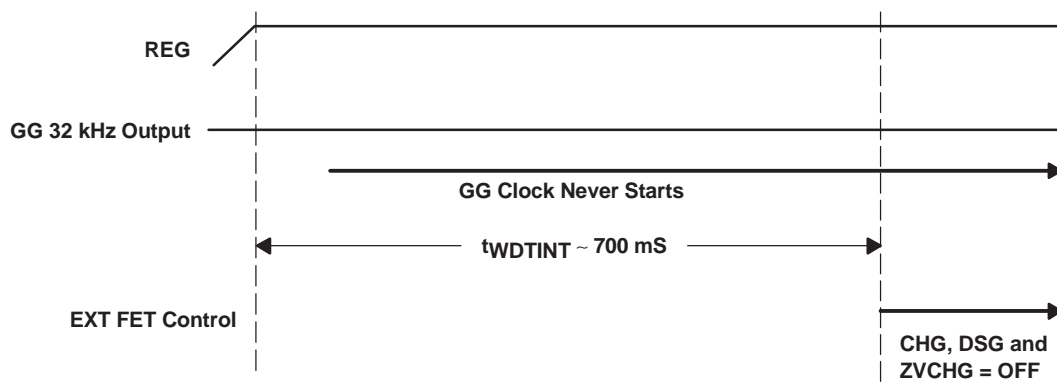 REG
GG 32 kHz Output
GG Clock Never Starts
tWDTINT ~ 700 mS
EXT FET Control
CHG, DSG and
ZVCHG = OFF